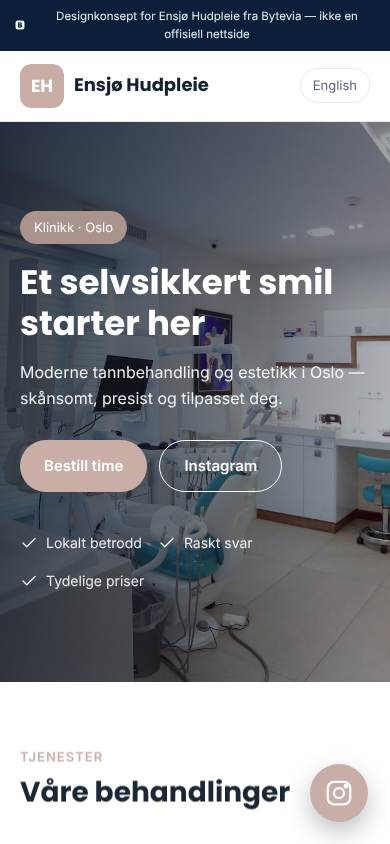 B
Designkonsept for Ensjø Hudpleie fra Bytevia — ikke en
offisiell nettside
EH
Ensjø Hudpleie
English
Klinikk · Oslo
Et selvsikkert smil
starter her
Moderne tannbehandling og estetikk i Oslo —
skånsomt, presist og tilpasset deg.
Bestill time
Instagram
Lokalt betrodd
Raskt svar
Tydelige priser
TJENESTER
Våre behandlinger